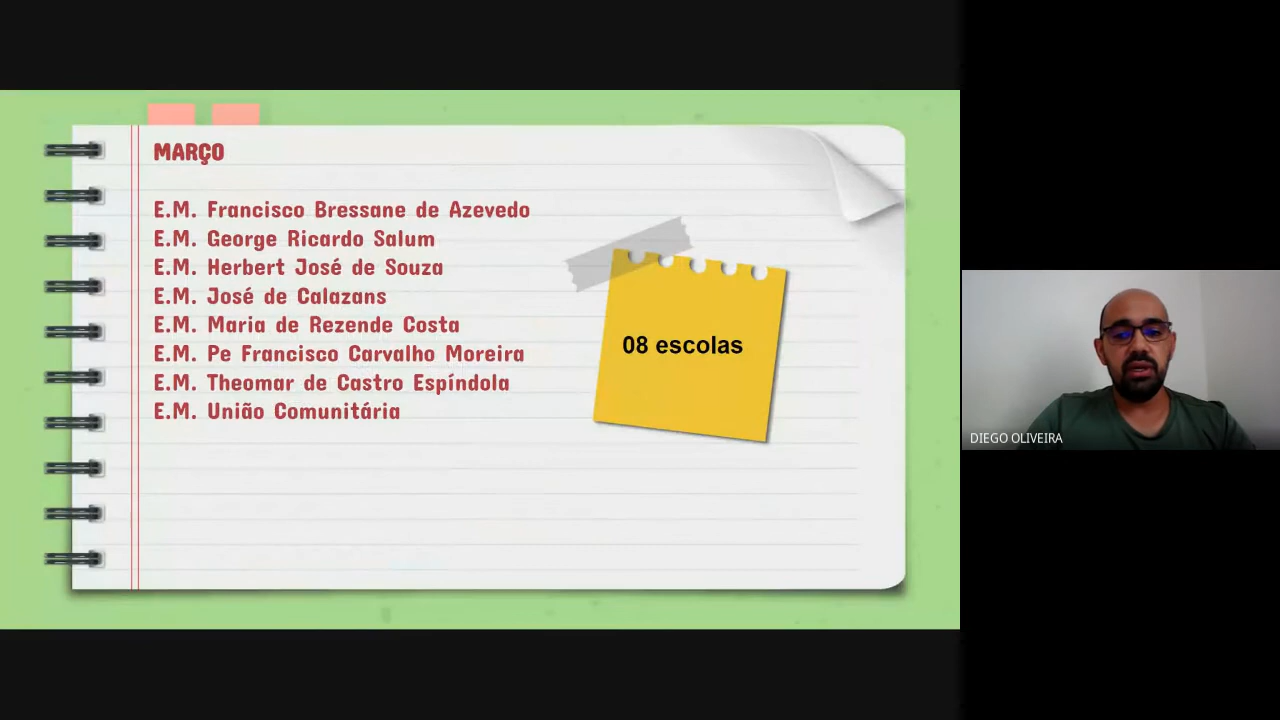 MARÇO
E.M. Francisco Bressane de Azevedo
E.M. George Ricardo Salum
E.M. Herbert José de Souza
E.M. José de Calazans
E.M. Maria de Rezende Costa
E.M. Pe Francisco Carvalho Moreira
E.M. Theomar de Castro Espíndola
E.M. União Comunitária
08 escolas
DIEGO OLIVEIRA